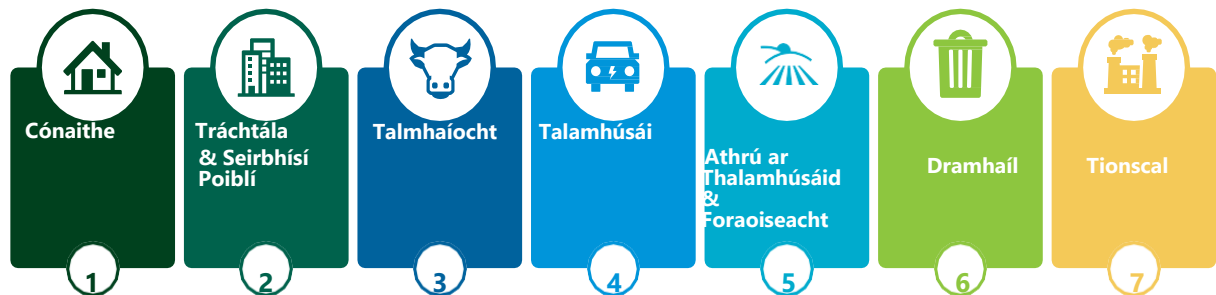 Cónaithe
1
Tráchtála
& Seirbhísí
Poiblí
2
Talmhaíocht
3
Talamhúsái
4
Athrú ar
Thalamhúsáid
&
Foraoiseacht
5
Dramhaíl
6
Tionscal
7